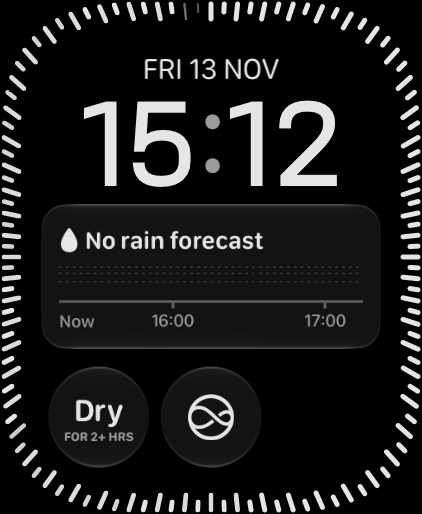 FRI 13 NOV
15:12
No rain forecast
Now 16:00 17:00
Dry
FOR 2+ HRS